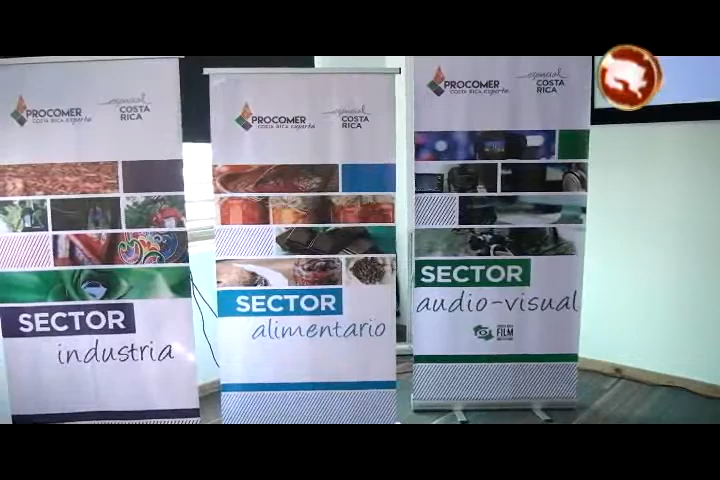 PROCOMER
COSTA RICA exporta
esencial
COSTA
RICA
SECTOR
industria
PROCOMER
COSTA RICA exporta
esencial
COSTA
RICA
SECTOR
alimentario
PROCOMER
COSTA RICA exporta
esencial
COSTA
RICA
SECTOR
audio-visual
FILM